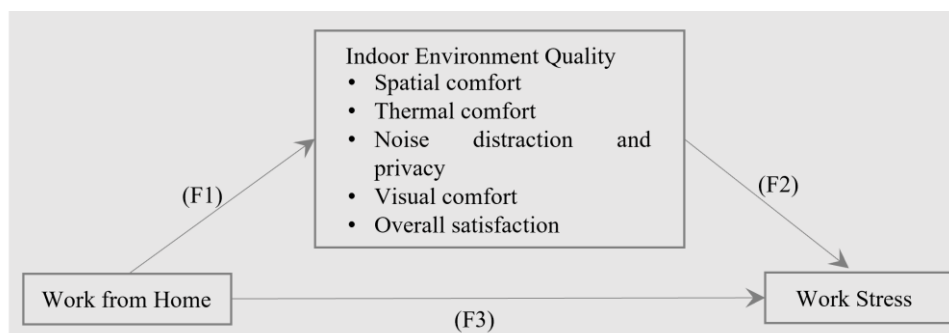 Indoor Environment Quality
• Spatial comfort
• Thermal comfort
• Noise distraction and
privacy
• Visual comfort
• Overall satisfaction
(F1)
(F2)
Work from Home
Work Stress
(F3)